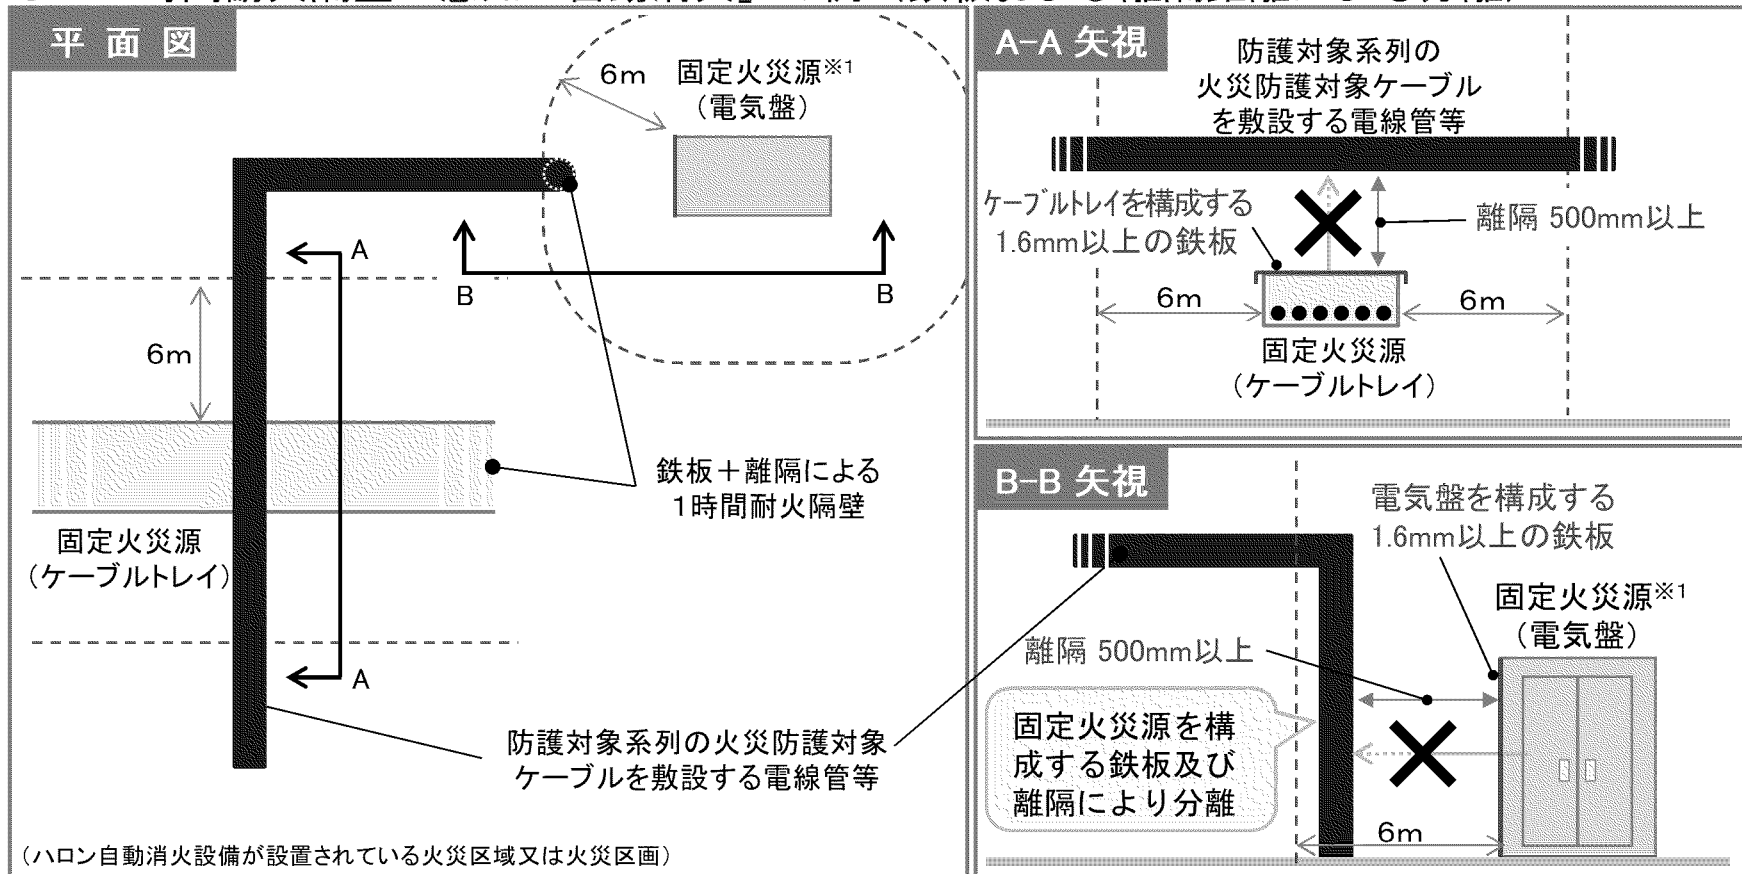 平面図
6m
固定火災源※1
(電気盤)
A
B
B
6m
鉄板＋離隔による
1時間耐火隔壁
固定火災源
(ケーブルトレイ)
A
防護対象系列の火災防護対象
ケーブルを敷設する電線管等
(ハロン自動消火設備が設置されている火災区域又は火災区画)
A-A 矢視
防護対象系列の
火災防護対象ケーブル
を敷設する電線管等
ケーブルトレイを構成する
1.6mm以上の鉄板
離隔 500mm以上
6m
6m
固定火災源
(ケーブルトレイ)
B-B 矢視
電気盤を構成する
1.6mm以上の鉄板
固定火災源※1
(電気盤)
離隔 500mm以上
固定火災源を構
成する鉄板及び
離隔により分離
6m